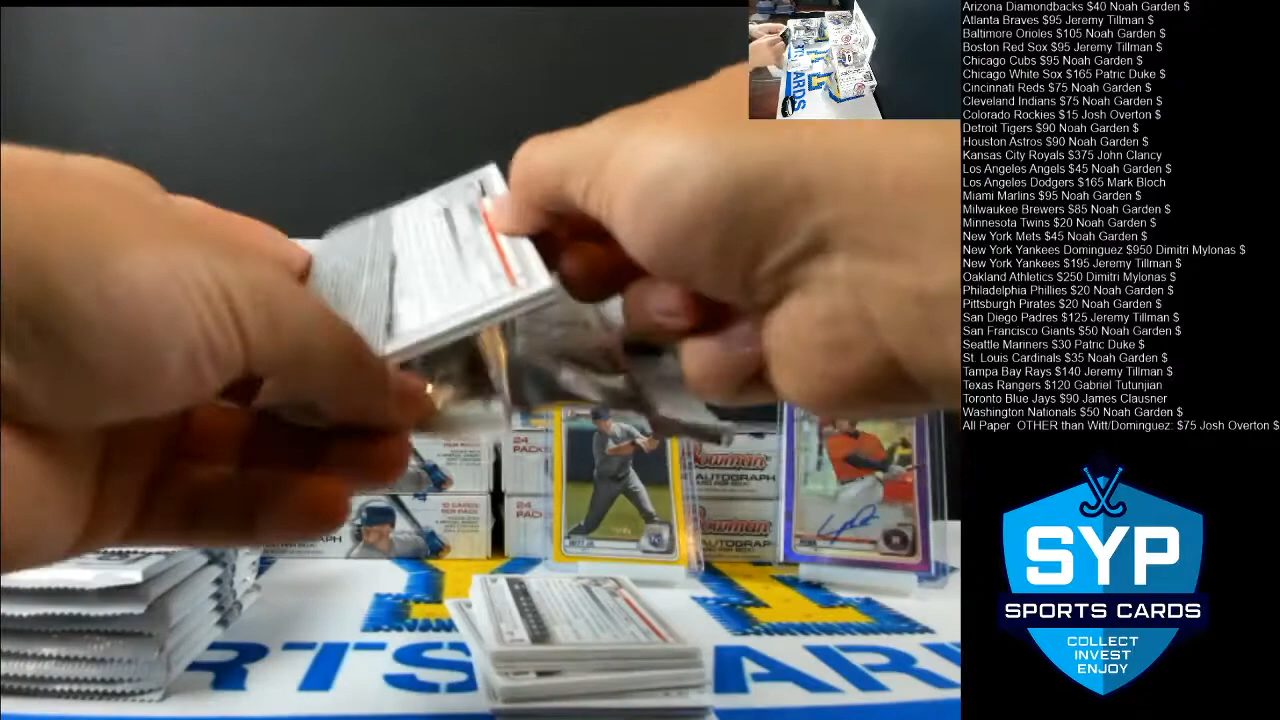 Arizona Diamondbacks $40 Noah Garden $
Atlanta Braves $95 Jeremy Tillman $
Baltimore Orioles $105 Noah Garden $
Boston Red Sox $95 Jeremy Tillman $
Chicago Cubs $95 Noah Garden $
Chicago White Sox $165 Patric Duke $
Cincinnati Reds $75 Noah Garden $
Cleveland Indians $75 Noah Garden $
Colorado Rockies $15 Josh Overton $
Detroit Tigers $90 Noah Garden $
Houston Astros $90 Noah Garden $
Kansas City Royals $375 John Clancy
Los Angeles Angels $45 Noah Garden $
Los Angeles Dodgers $165 Mark Bloch
Miami Marlins $95 Noah Garden $
Milwaukee Brewers $85 Noah Garden $
Minnesota Twins $20 Noah Garden $
New York Mets $45 Noah Garden $
New York Yankees Dominguez $950 Dimitri Mylonas $
New York Yankees $195 Jeremy Tillman $
Oakland Athletics $250 Dimitri Mylonas $
Philadelphia Phillies $20 Noah Garden $
Pittsburgh Pirates $20 Noah Garden $
San Diego Padres $125 Jeremy Tillman $
San Francisco Giants $50 Noah Garden $
Seattle Mariners $30 Patric Duke $
St. Louis Cardinals $35 Noah Garden $
Tampa Bay Rays $140 Jeremy Tillman $
Texas Rangers $120 Gabriel Tutunjian
Toronto Blue Jays $90 James Clausner
Washington Nationals $50 Noah Garden $
All Paper OTHER than Witt/Dominguez: $75 Josh Overton $
SYP
SPORTS CARDS
COLLECT
INVEST
ENJOY
24
PACK
owman
AUTOGRAPH
10 CARDS
PER PACK
24
PACK
owman
AUTOGRAPH
RTS CAR